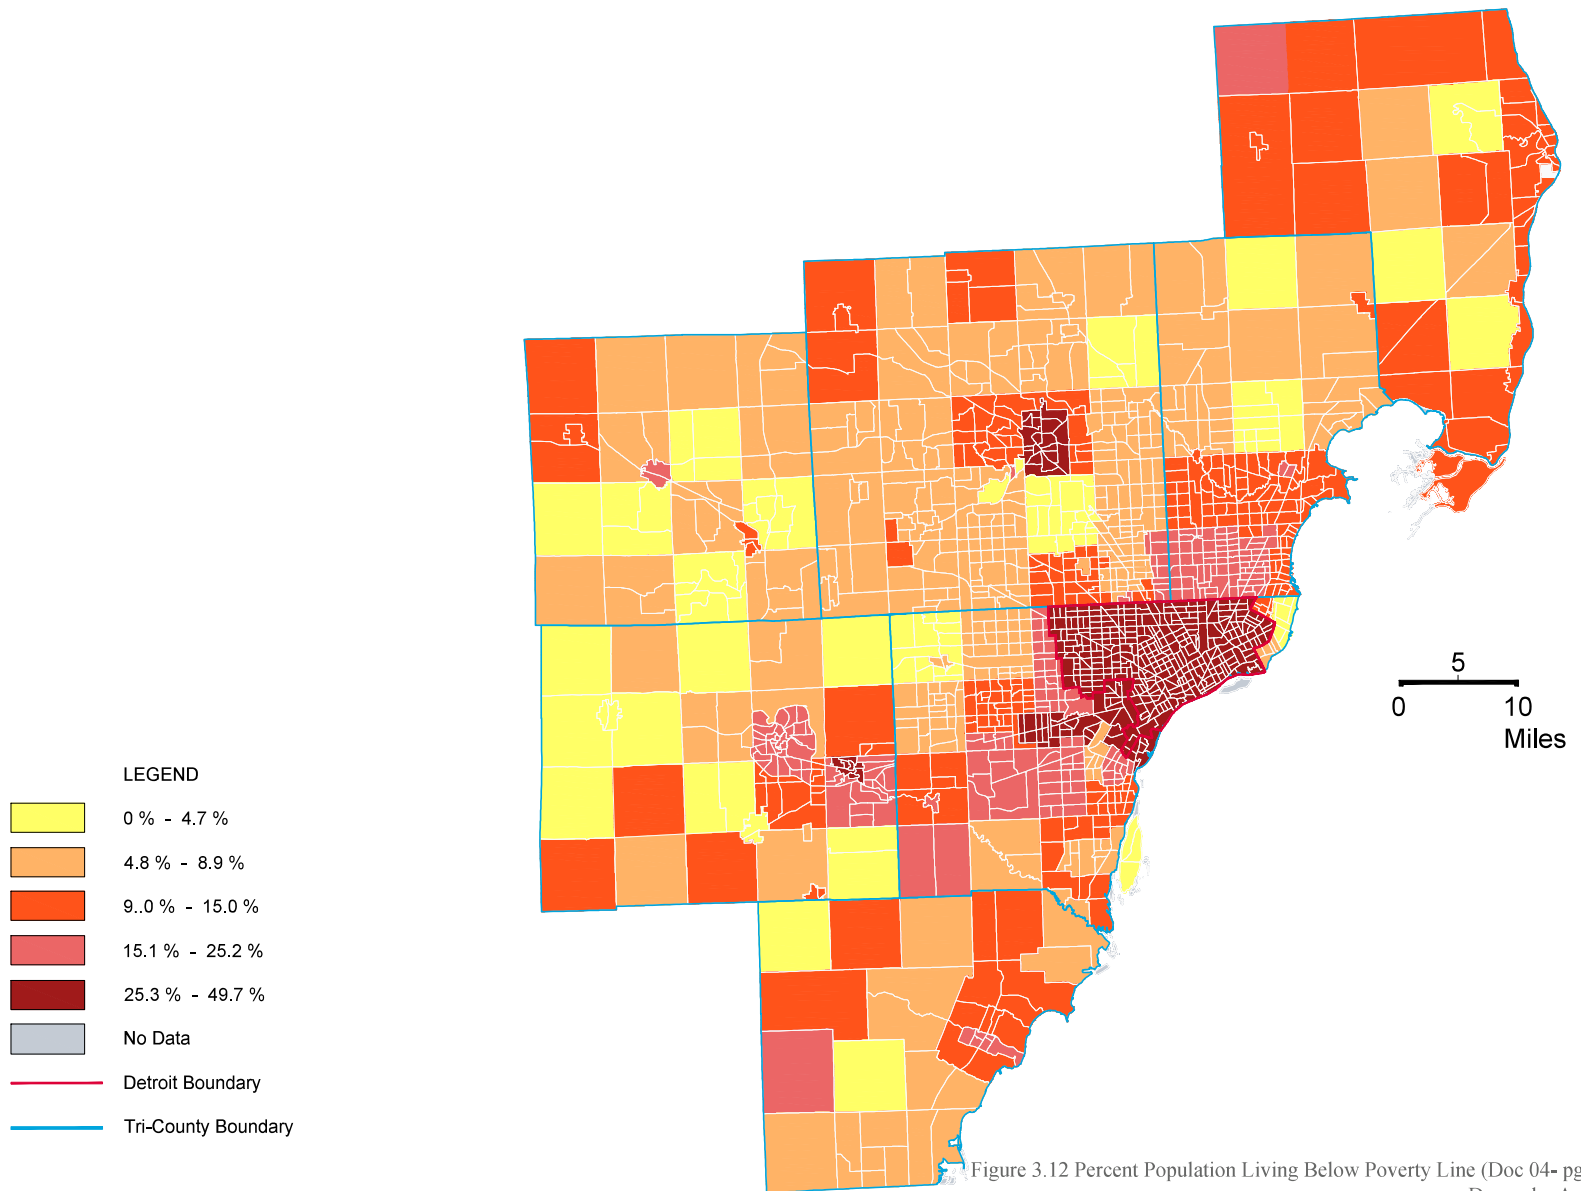 LEGEND
0 % - 4.7 %
4.8 % - 8.9 %
9..0 % - 15.0 %
15.1 % - 25.2 %
25.3 % - 49.7 %
No Data
Detroit Boundary
Tri-County Boundary
5
0 10
Miles
Figure 3.12 Percent Population Living Below Poverty Line (Doc 04- pg